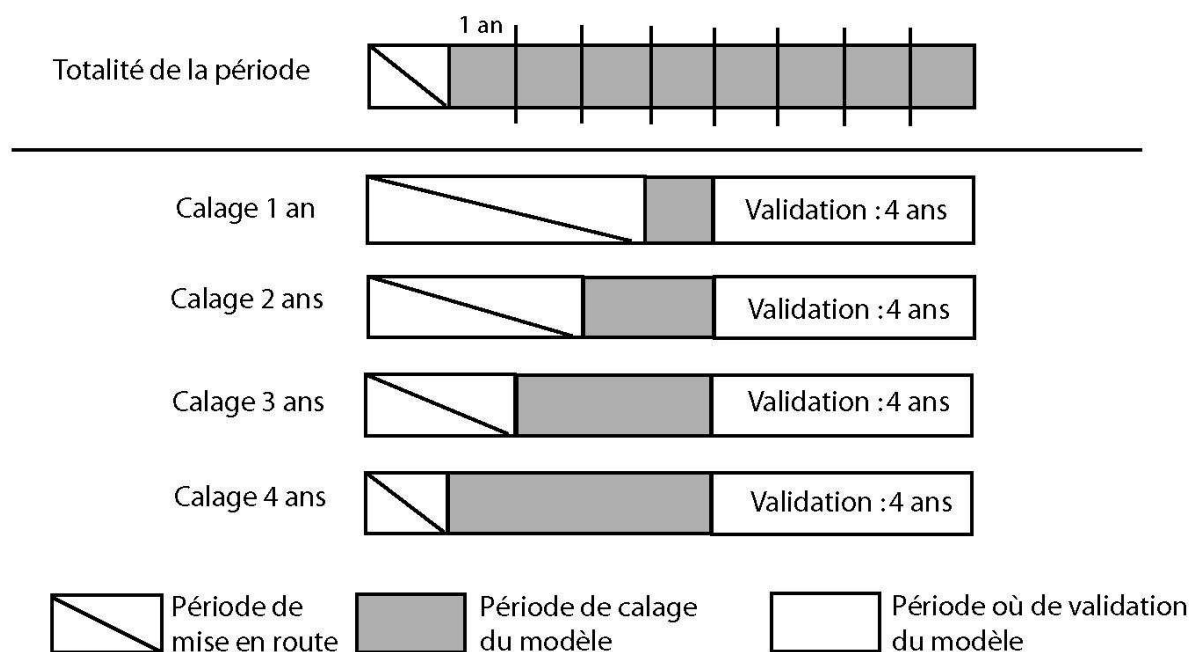 1 an
Totalité de la période
Calage 1 an
Validation : 4 ans
Calage 2 ans
Validation : 4 ans
Calage 3 ans
Validation : 4 ans
Calage 4 ans
Validation : 4 ans
Période de
mise en route
Période de calage
du modèle
Période où de validation
du modèle